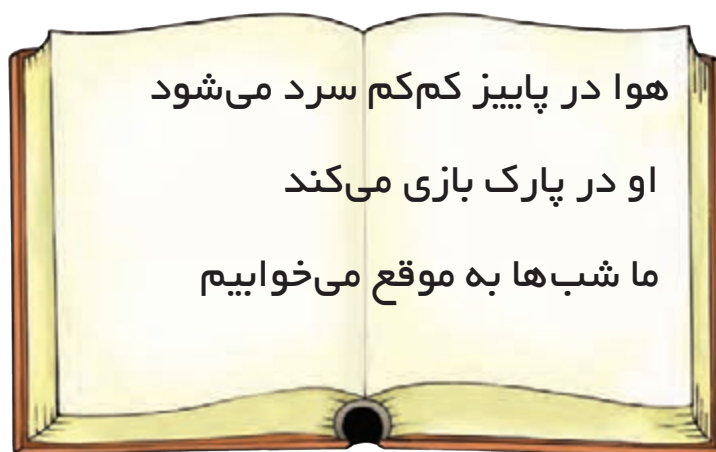 هوا در پاییز کم‌کم سرد می‌شود
او در پارک بازی می‌کند
ما شب‌ها به موقع می‌خوابیم